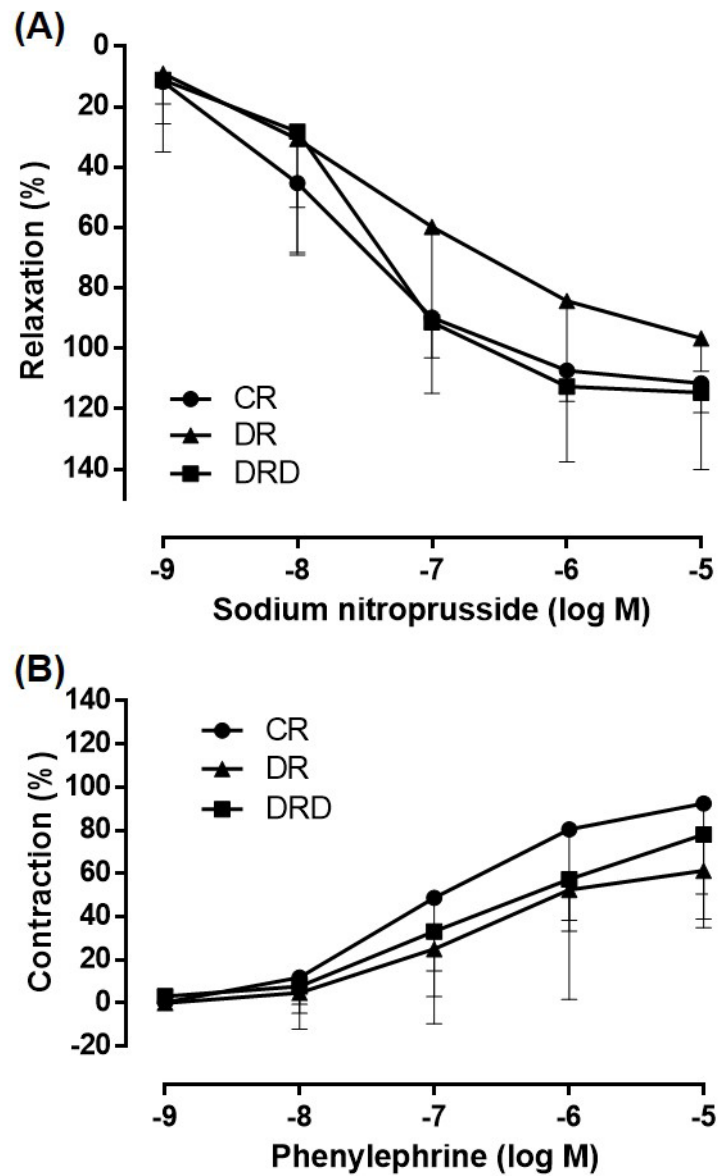 (A)
0
20
40
60
80
100
120
140
Relaxation (%)
CR
DR
DRD
-9 -8 -7 -6 -5
Sodium nitroprusside (log M)
(B)
140
120
100
80
60
40
20
0
-20
Contraction (%)
CR
DR
DRD
-9 -8 -7 -6 -5
Phenylephrine (log M)